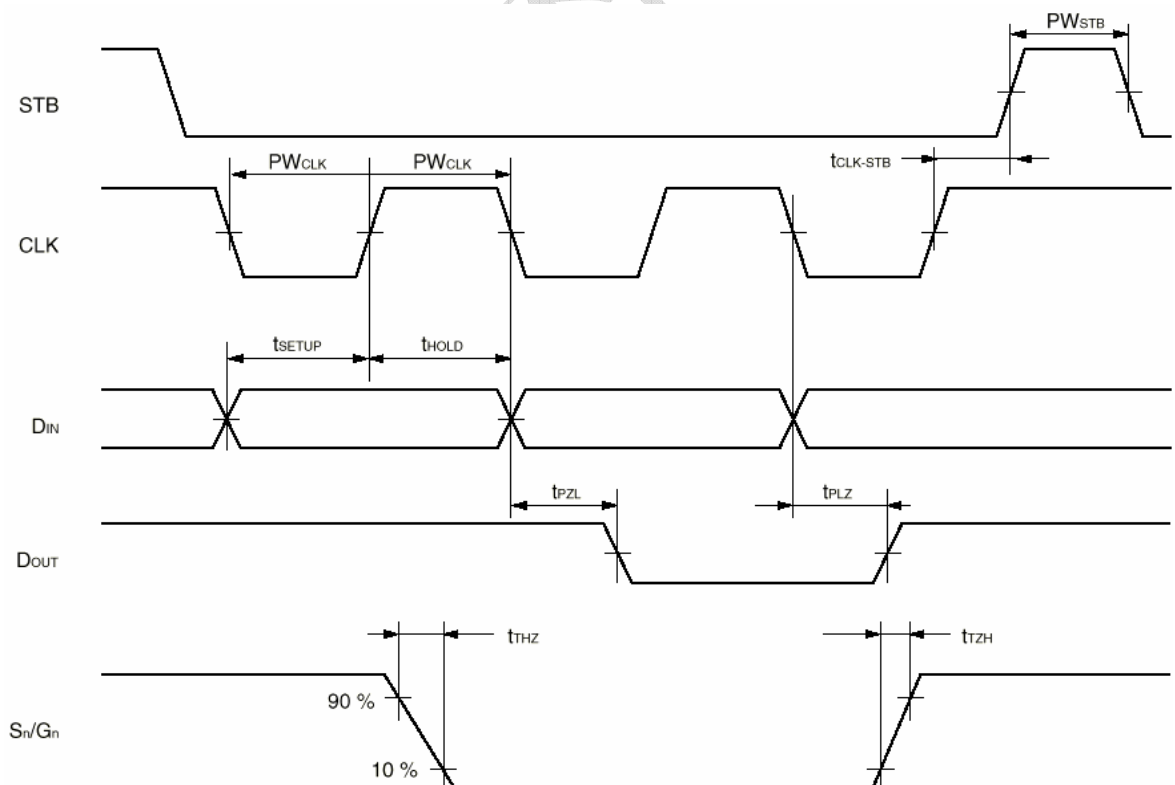 PWSTB
STB
PWCLK PWCLK
tCLK-STB
CLK
tSETUP tHOLD
DIN
tPZL tPLZ
DOUT
tTHZ tTZH
90 %
Sn/Gn
10 %